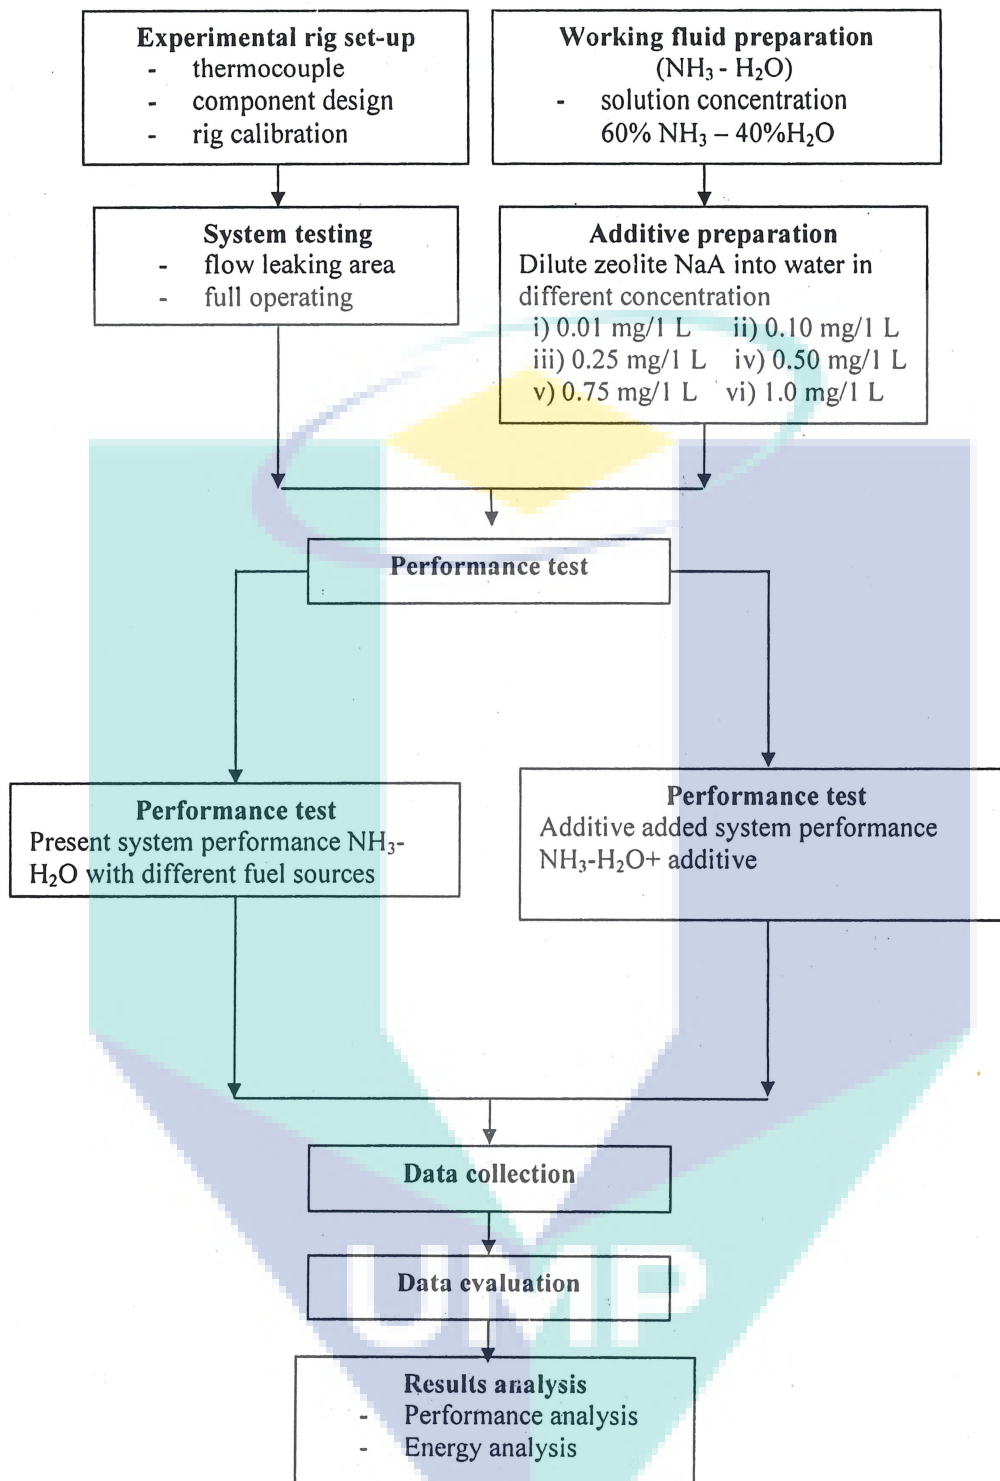 Experimental rig set-up
- thermocouple
- component design
- rig calibration
Working fluid preparation
(NH₃ - H₂O)
- solution concentration
60% NH₃ – 40%H₂O
System testing
- flow leaking area
- full operating
Additive preparation
Dilute zeolite NaA into water in
different concentration
i) 0.01 mg/1 L ii) 0.10 mg/1 L
iii) 0.25 mg/1 L iv) 0.50 mg/1 L
v) 0.75 mg/1 L vi) 1.0 mg/1 L
Performance test
Performance test
Present system performance NH₃-
H₂O with different fuel sources
Performance test
Additive added system performance
NH₃-H₂O+ additive
Data collection
Data evaluation
UMP
Results analysis
- Performance analysis
- Energy analysis